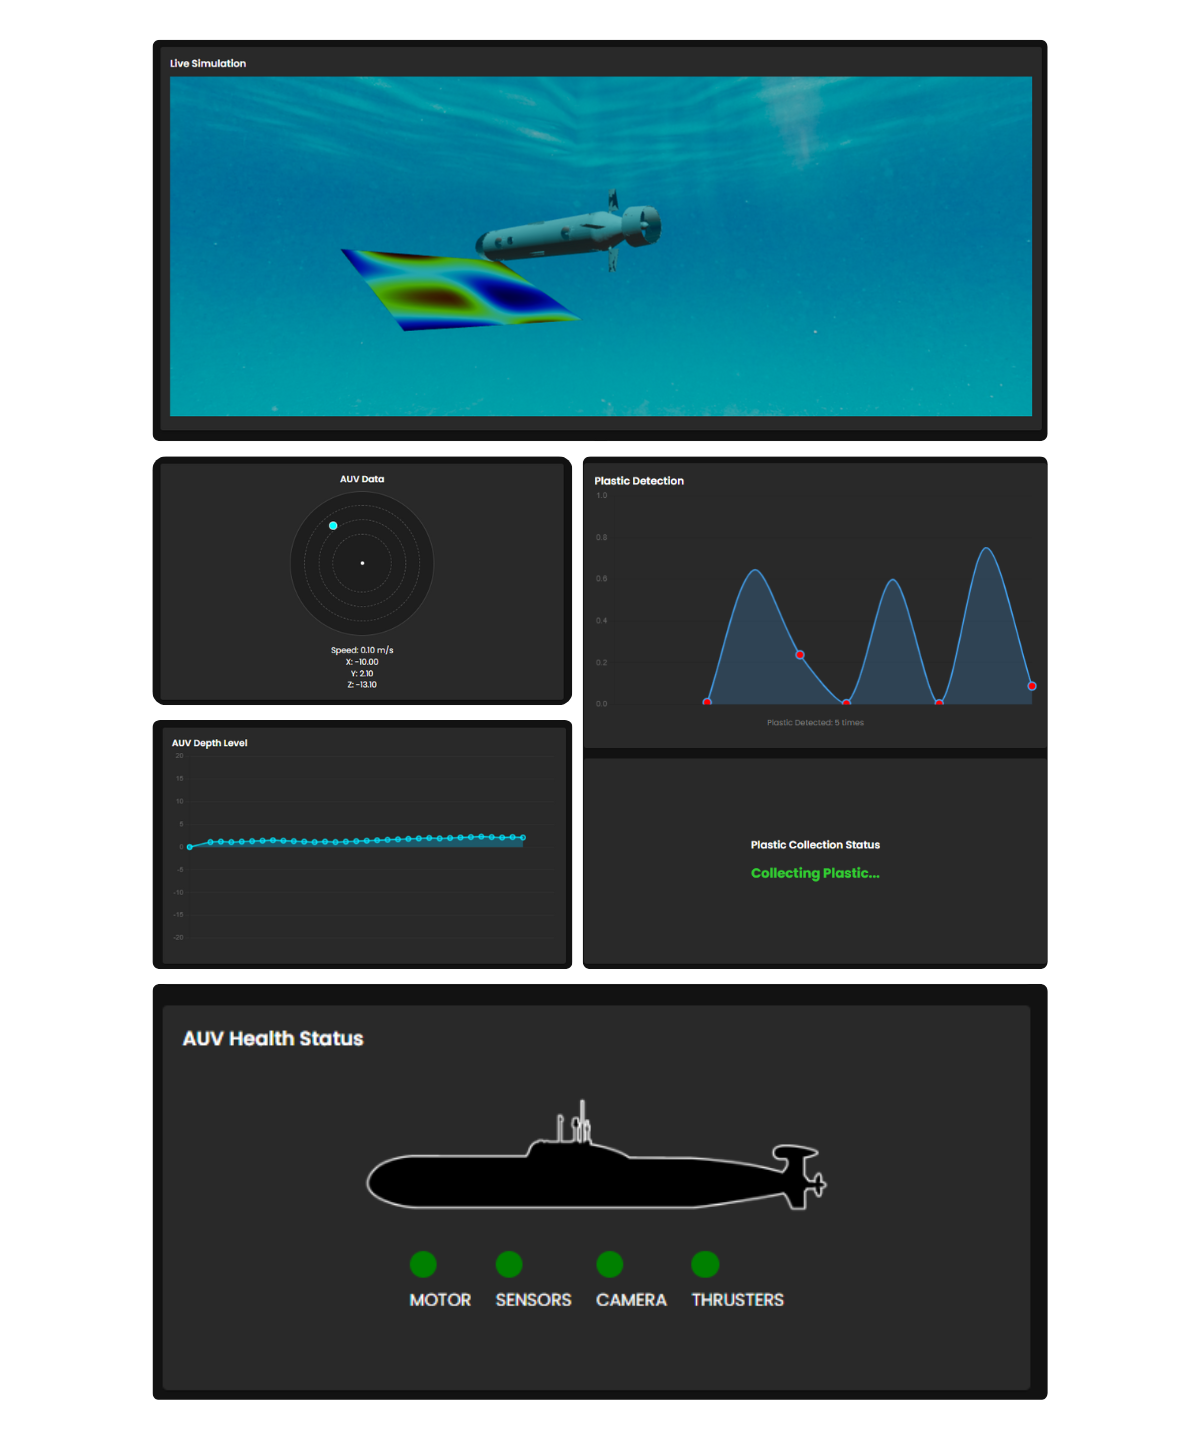 Live Simulation
AUV Data
Speed: 0.10 m/s
X: -10.00
Y: 2.10
Z: -13.10
Plastic Detection
1.0
0.8
0.6
0.4
0.2
0.0
Plastic Detected: 5 times
AUV Depth Level
20
15
10
5
0
-5
-10
-15
-20
Plastic Collection Status
Collecting Plastic...
AUV Health Status
MOTOR SENSORS CAMERA THRUSTERS